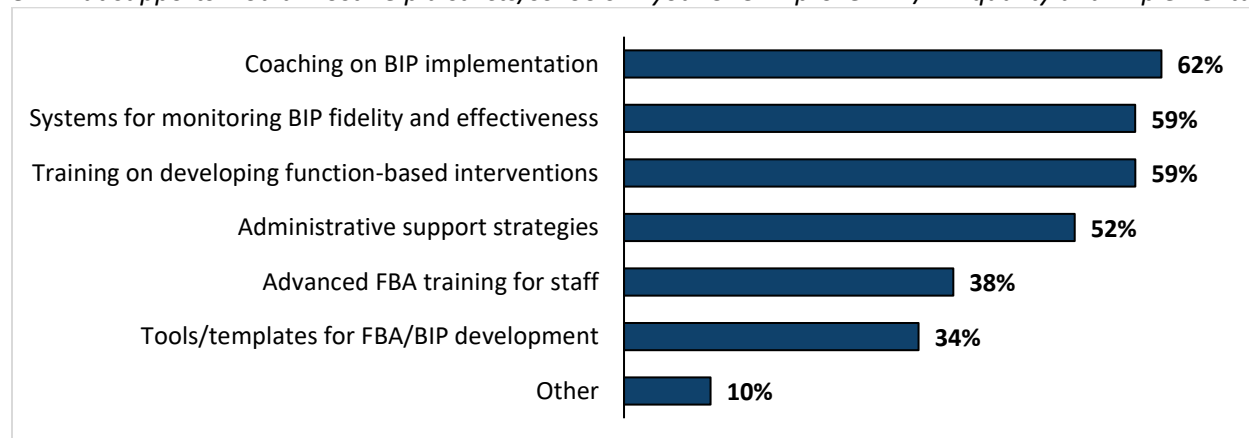 Coaching on BIP implementation 62%
Systems for monitoring BIP fidelity and effectiveness 59%
Training on developing function-based interventions 59%
Administrative support strategies 52%
Advanced FBA training for staff 38%
Tools/templates for FBA/BIP development 34%
Other 10%